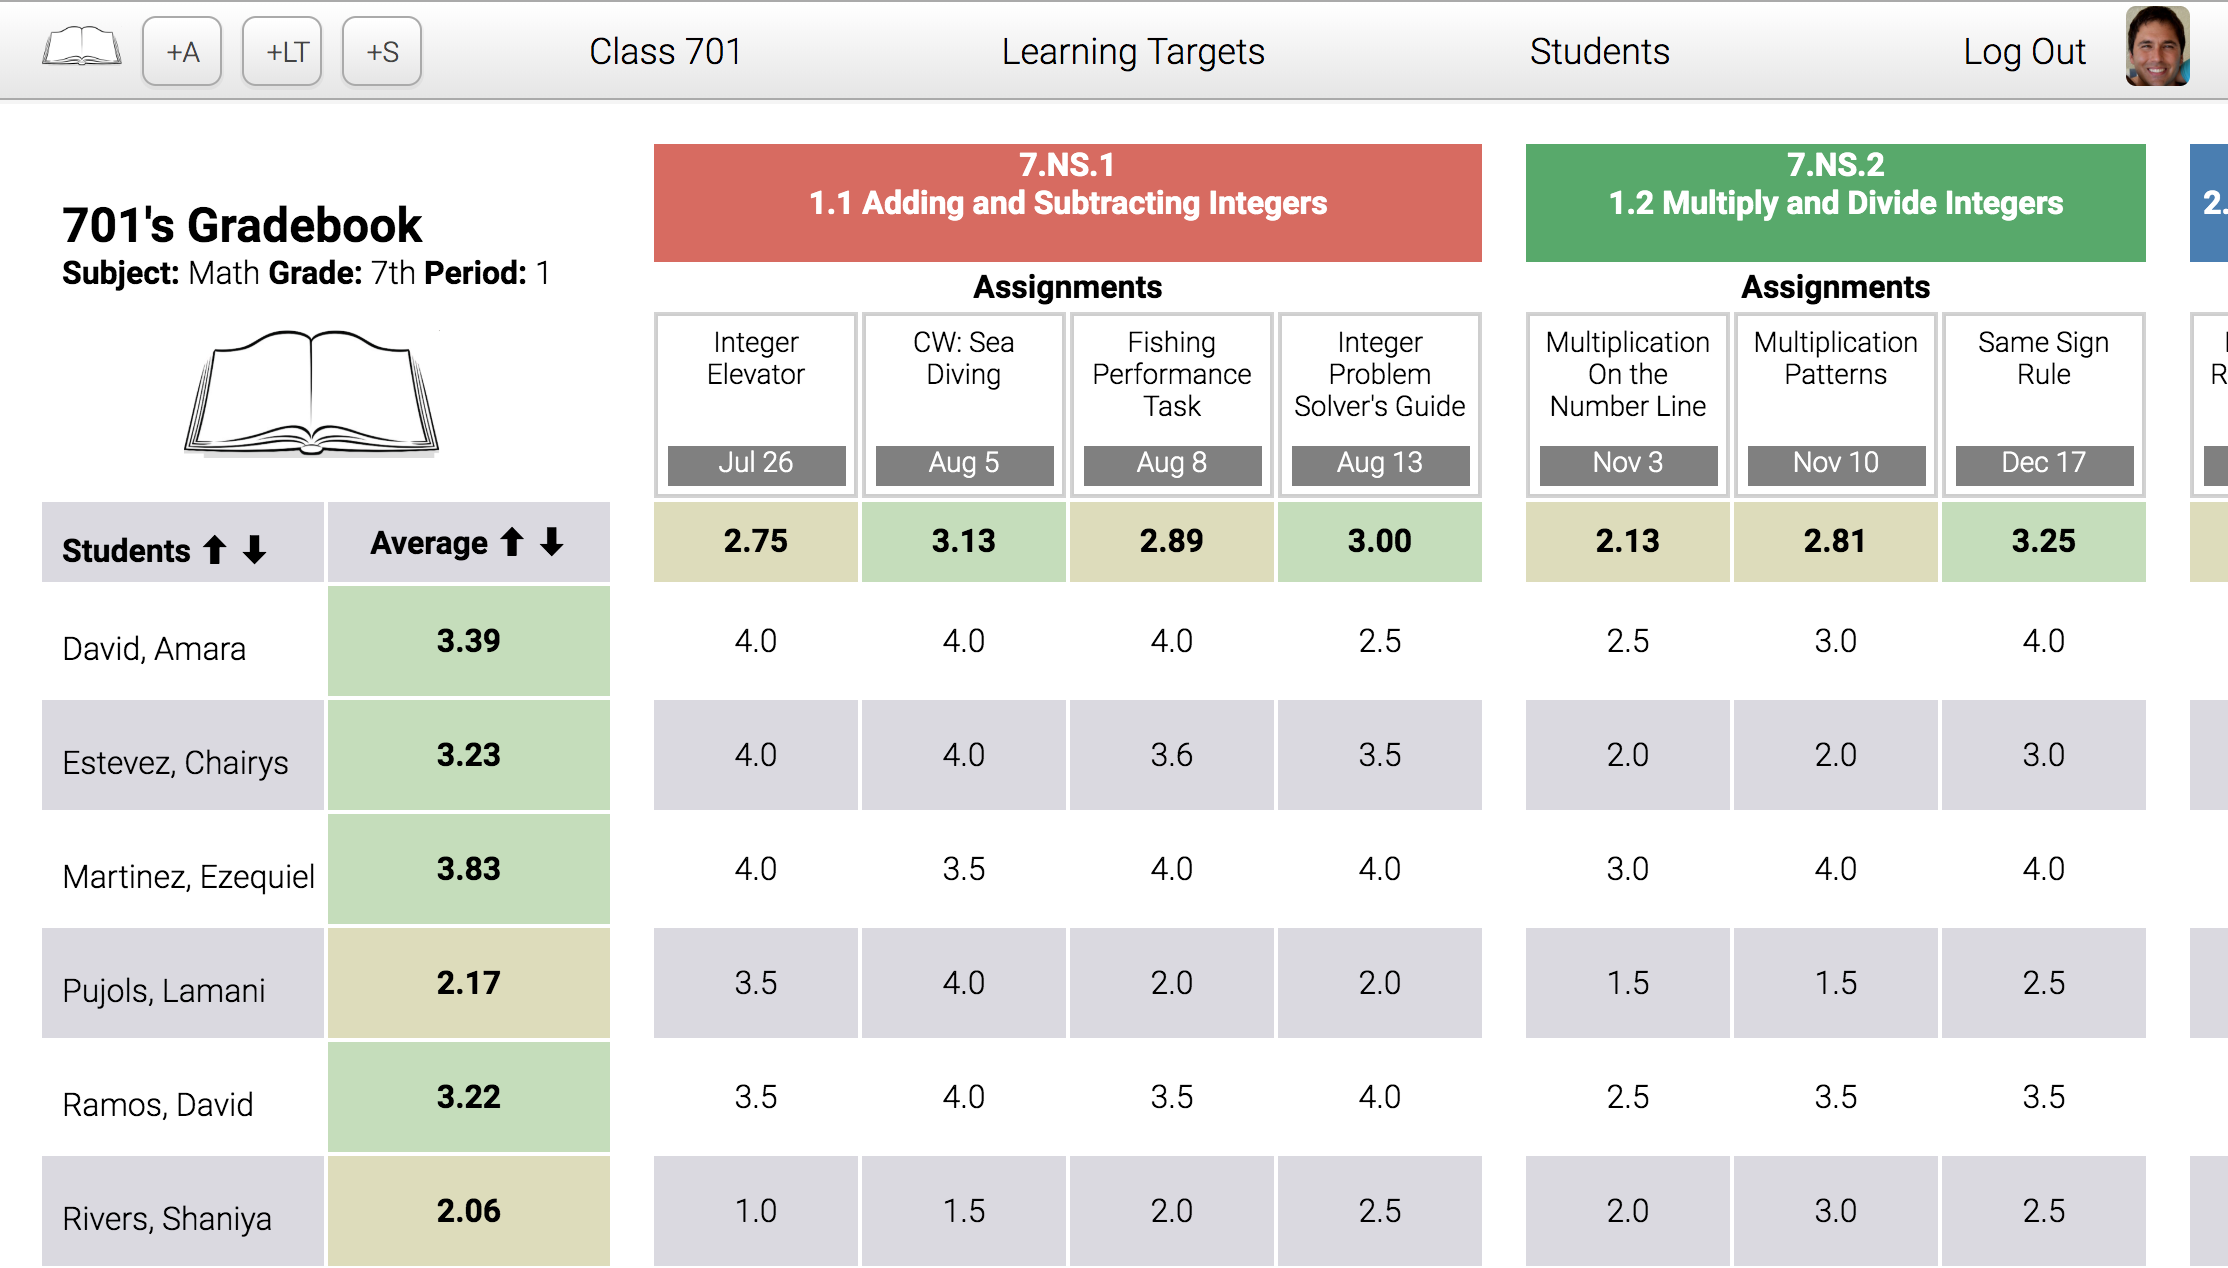 +A +LT +S Class 701 Learning Targets Students Log Out
7.NS.1
1.1 Adding and Subtracting Integers
7.NS.2
1.2 Multiply and Divide Integers
2.
701's Gradebook
Subject: Math Grade: 7th Period: 1
Assignments
Assignments
Integer
Elevator
Jul 26
CW: Sea
Diving
Aug 5
Fishing
Performance
Task
Aug 8
Integer
Problem
Solver's Guide
Aug 13
Multiplication
On the
Number Line
Nov 3
Multiplication
Patterns
Nov 10
Same Sign
Rule
Dec 17
Students Average 2.75 3.13 2.89 3.00 2.13 2.81 3.25
David, Amara 3.39 4.0 4.0 4.0 2.5 2.5 3.0 4.0
Estevez, Chairys 3.23 4.0 4.0 3.6 3.5 2.0 2.0 3.0
Martinez, Ezequiel 3.83 4.0 3.5 4.0 4.0 3.0 4.0 4.0
Pujols, Lamani 2.17 3.5 4.0 2.0 2.0 1.5 1.5 2.5
Ramos, David 3.22 3.5 4.0 3.5 4.0 2.5 3.5 3.5
Rivers, Shaniya 2.06 1.0 1.5 2.0 2.5 2.0 3.0 2.5